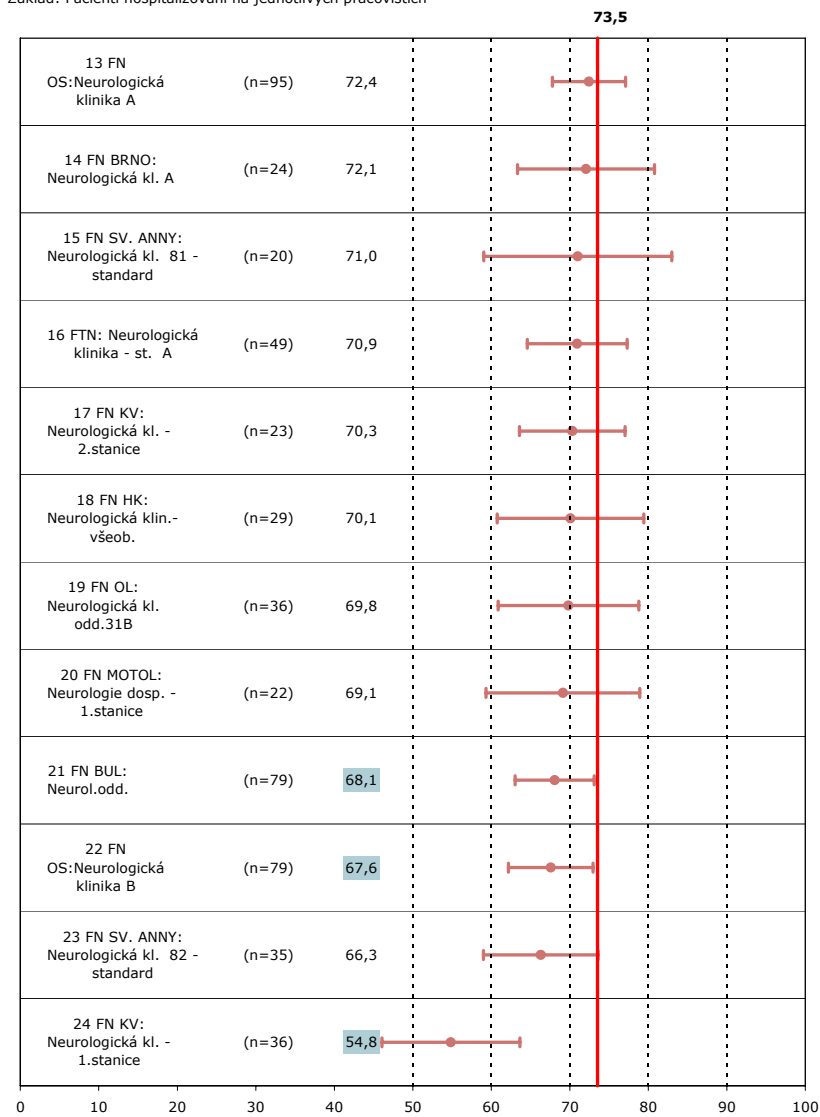 Základ: Pacienti hospitalizovaní na jednotlivých pracovištích
73,5
13 FN
OS:Neurologická
klinika A
(n=95)
72,4
14 FN BRNO:
Neurologická kl. A
(n=24)
72,1
15 FN SV. ANNY:
Neurologická kl. 81 -
standard
(n=20)
71,0
16 FTN: Neurologická
klinika - st. A
(n=49)
70,9
17 FN KV:
Neurologická kl. -
2.stanice
(n=23)
70,3
18 FN HK:
Neurologická klin.-
všeob.
(n=29)
70,1
19 FN OL:
Neurologická kl.
odd.31B
(n=36)
69,8
20 FN MOTOL:
Neurologie dosp. -
1.stanice
(n=22)
69,1
21 FN BUL:
Neurol.odd.
(n=79)
68,1
22 FN
OS:Neurologická
klinika B
(n=79)
67,6
23 FN SV. ANNY:
Neurologická kl. 82 -
standard
(n=35)
66,3
24 FN KV:
Neurologická kl. -
1.stanice
(n=36)
54,8
0 10 20 30 40 50 60 70 80 90 100